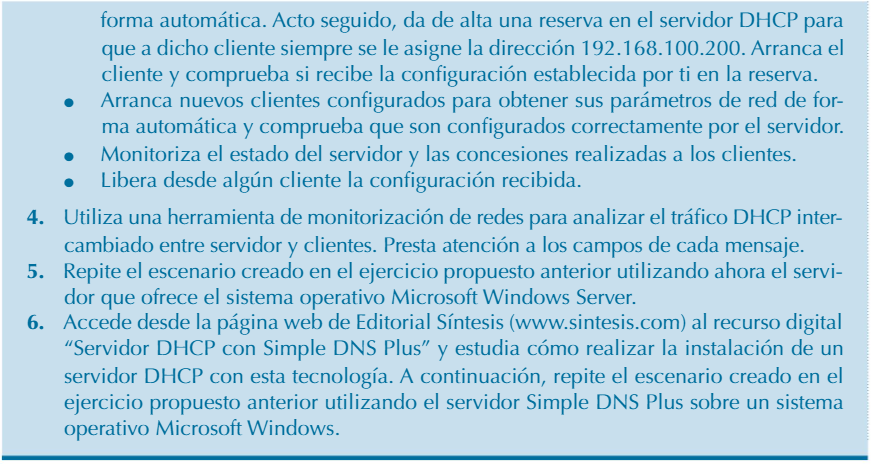 forma automática. Acto seguido, da de alta una reserva en el servidor DHCP para
que a dicho cliente siempre se le asigne la dirección 192.168.100.200. Arranca el
cliente y comprueba si recibe la configuración establecida por ti en la reserva.
● Arranca nuevos clientes configurados para obtener sus parámetros de red de for-
ma automática y comprueba que son configurados correctamente por el servidor.
● Monitoriza el estado del servidor y las concesiones realizadas a los clientes.
● Libera desde algún cliente la configuración recibida.
4. Utiliza una herramienta de monitorización de redes para analizar el tráfico DHCP inter-
cambiado entre servidor y clientes. Presta atención a los campos de cada mensaje.
5. Repite el escenario creado en el ejercicio propuesto anterior utilizando ahora el servi-
dor que ofrece el sistema operativo Microsoft Windows Server.
6. Accede desde la página web de Editorial Síntesis (www.sintesis.com) al recurso digital
“Servidor DHCP con Simple DNS Plus” y estudia cómo realizar la instalación de un
servidor DHCP con esta tecnología. A continuación, repite el escenario creado en el
ejercicio propuesto anterior utilizando el servidor Simple DNS Plus sobre un sistema
operativo Microsoft Windows.